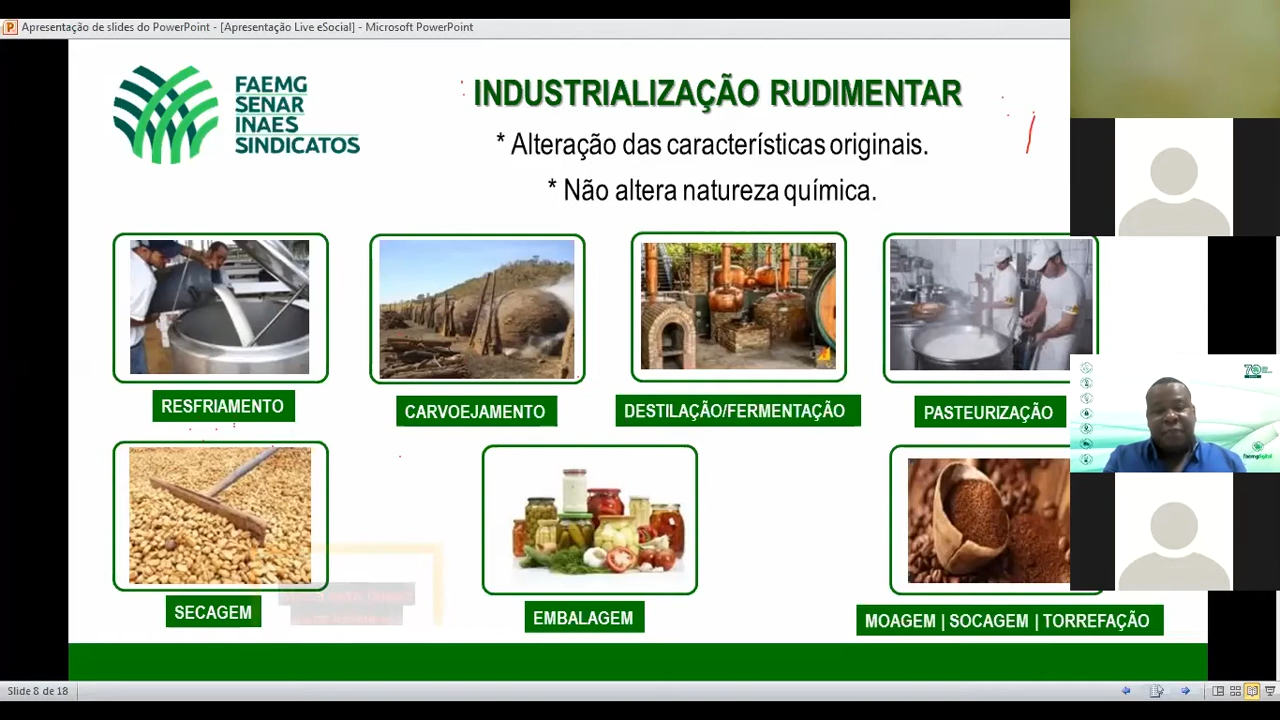 Apresentação de slides do PowerPoint - [Apresentação Live eSocial] - Microsoft PowerPoint
FAEMG
SENAR
INAES
SINDICATOS
INDUSTRIALIZAÇÃO RUDIMENTAR
* Alteração das características originais.
* Não altera natureza química.
RESFRIAMENTO
CARVOEJAMENTO
DESTILAÇÃO/FERMENTAÇÃO
PASTEURIZAÇÃO
70
faemgdigital
SECAGEM
EMBALAGEM
MOAGEM | SOCAGEM | TORREFAÇÃO
Slide 8 de 18